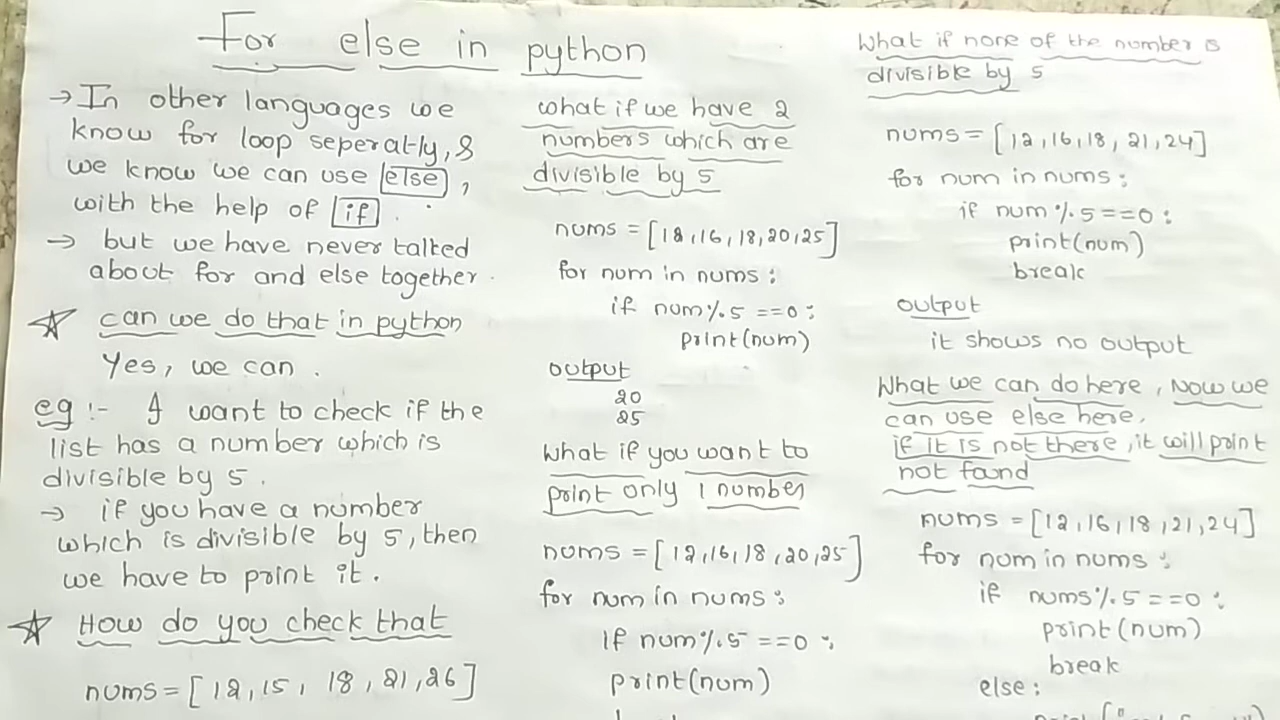 For else in python
→ In other languages we
know for loop seperatly, &
we know we can use else,
with the help of if.
→ but we have never talked
about for and else together.
☆ can we do that in python
Yes, we can.
eg :- I want to check if the
list has a number which is
divisible by 5.
→ if you have a number
which is divisible by 5, then
we have to print it.
☆ How do you check that
nums = [12, 15, 18, 21, 26]
what if we have 2
numbers which are
divisible by 5
nums = [12, 16, 18, 20, 25]
for num in nums:
if num % 5 == 0:
print(num)
output
20
25
What if you want to
print only 1 number
nums = [12, 16, 18, 20, 25]
for num in nums:
If num % 5 == 0:
print(num)
What if none of the number is
divisible by 5
nums = [12, 16, 18, 21, 24]
for num in nums:
if num % 5 == 0:
print(num)
break
output
it shows no output
What we can do here, Now we
can use else here.
if it is not there, it will print
not found
nums = [12, 16, 18, 21, 24]
for num in nums:
if nums % 5 == 0:
print(num)
break
else: